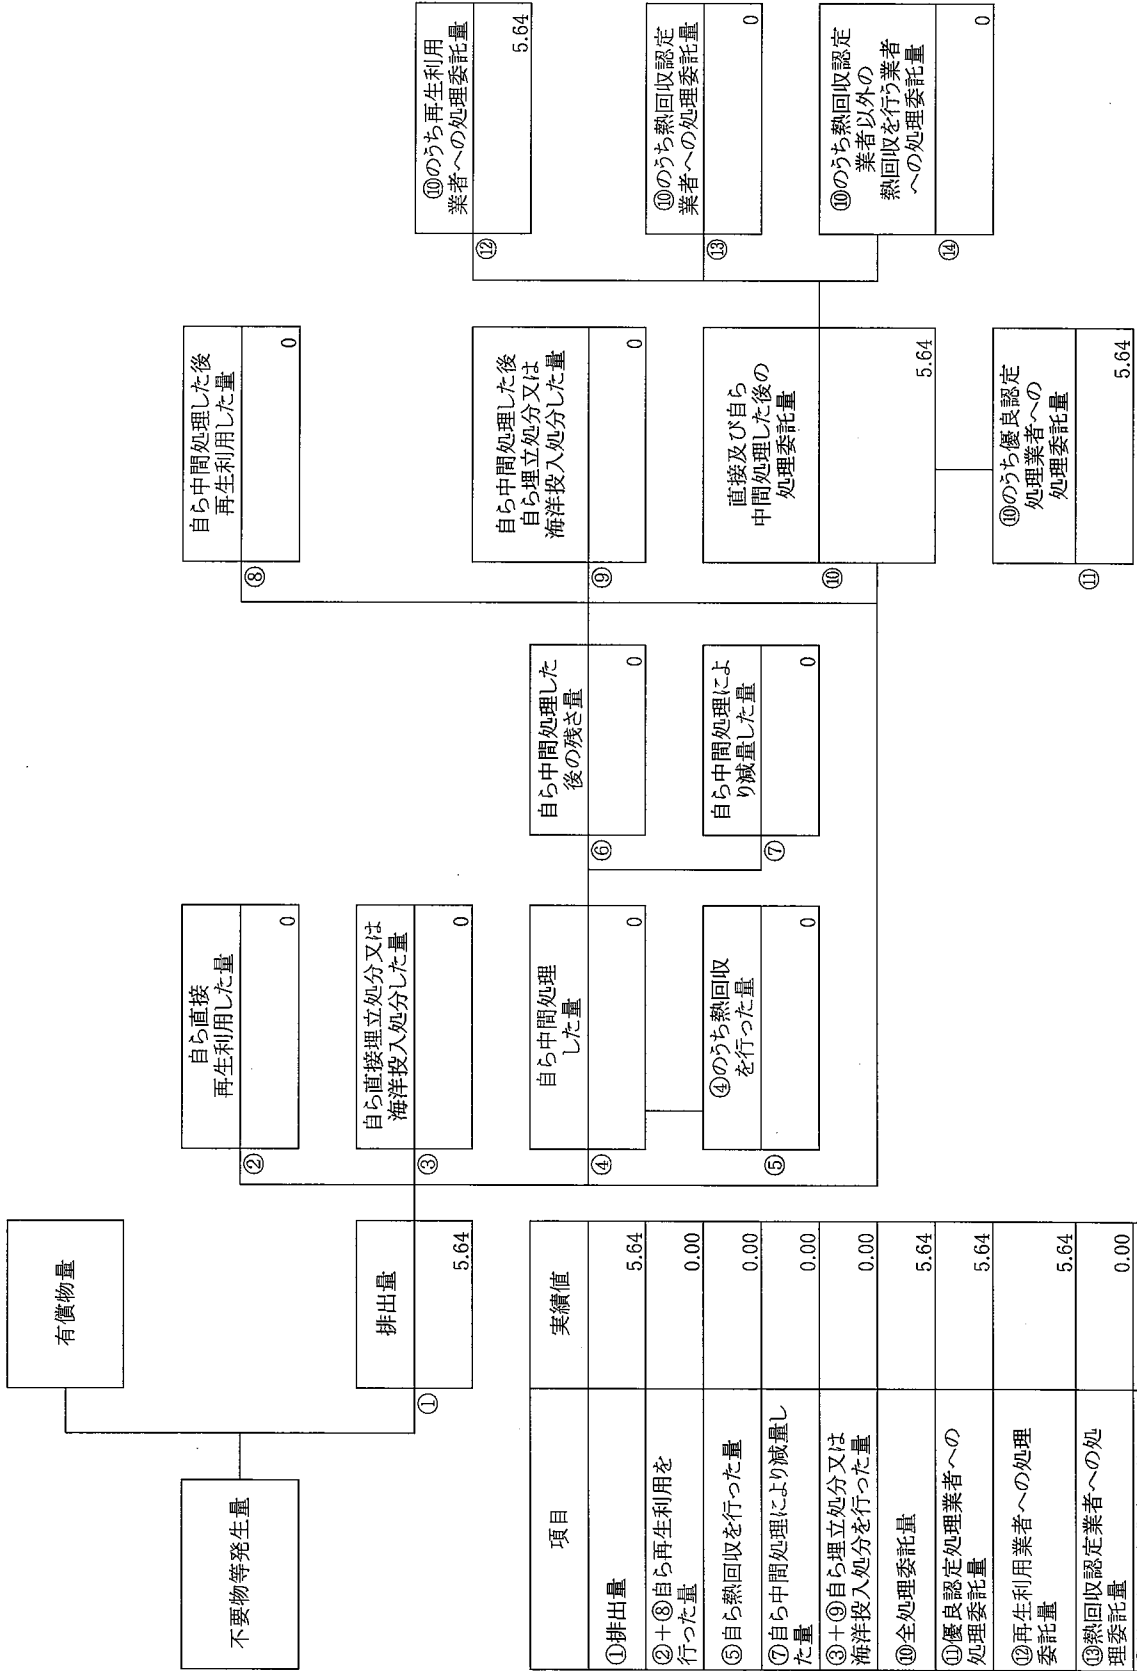 不要物等発生量
有償物量
①
排出量
5.64
②
自ら直接
再生利用した量
0
③
自ら直接埋立処分又は
海洋投入処分した量
0
④
自ら中間処理
した量
0
⑤
④のうち熱回収
を行った量
0
⑥
自ら中間処理した
後の残さ量
0
⑦
自ら中間処理によ
り減量した量
0
⑧
自ら中間処理した後
再生利用した量
0
⑨
自ら中間処理した後
自ら埋立処分又は
海洋投入処分した量
0
⑩
直接及び自ら
中間処理した後の
処理委託量
5.64
⑪
⑩のうち優良認定
処理業者への
処理委託量
5.64
⑫
⑩のうち再生利用
業者への処理委託量
5.64
⑬
⑩のうち熱回収認定
業者への処理委託量
0
⑭
⑩のうち熱回収認定
業者以外の
熱回収を行う業者
への処理委託量
0
項目 実績値
①排出量 5.64
②+⑧自ら再生利用を
行った量 0.00
⑤自ら熱回収を行った量 0.00
⑦自ら中間処理により減量し
た量 0.00
③+⑨自ら埋立処分又は
海洋投入処分を行った量 0.00
⑩全処理委託量 5.64
⑪優良認定処理業者への
処理委託量 5.64
⑫再生利用業者への処理
委託量 5.64
⑬熱回収認定業者への処
理委託量 0.00